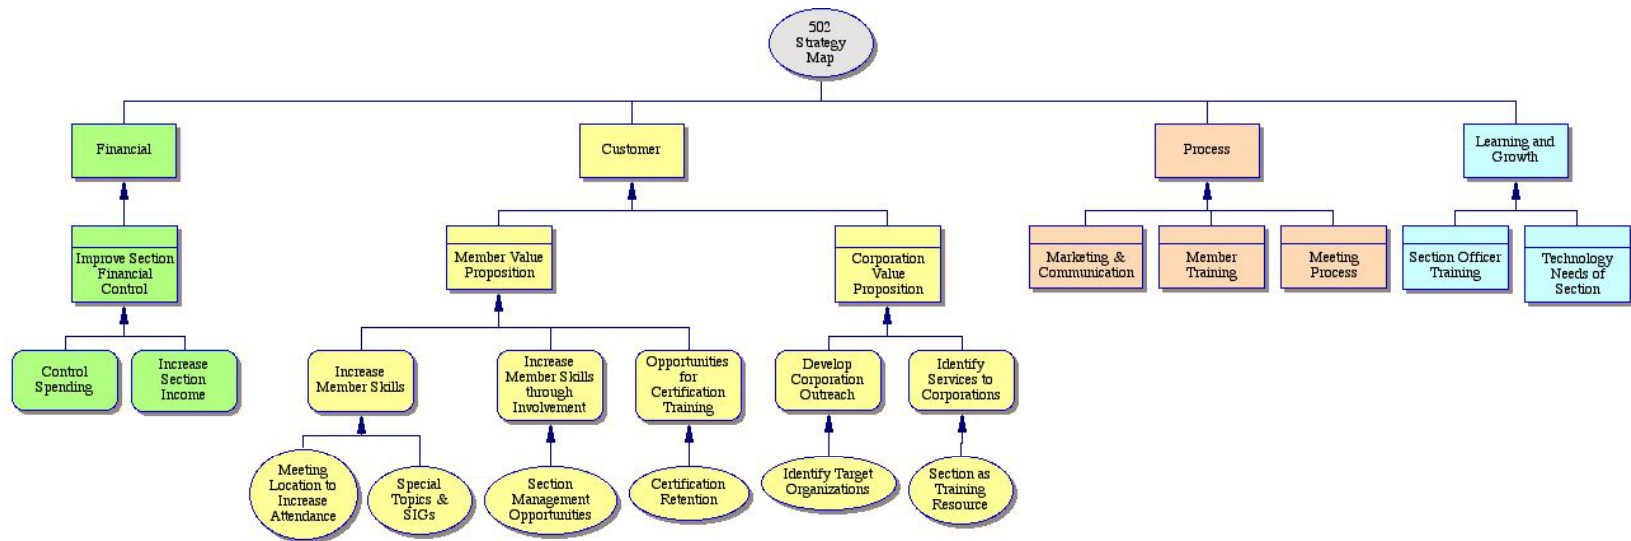 502
Strategy
Map
Financial
Customer
Process
Learning and
Growth
Improve Section
Financial
Control
Member Value
Proposition
Corporation
Value
Proposition
Marketing &
Communication
Member
Training
Meeting
Process
Section Officer
Training
Technology
Needs of
Section
Control
Spending
Increase
Section
Income
Increase
Member Skills
Increase
Member Skills
through
Involvement
Opportunities
for
Certification
Training
Develop
Corporation
Outreach
Identify
Services to
Corporations
Meeting
Location to
Increase
Attendance
Special
Topics &
SIGs
Section
Management
Opportunities
Certification
Retention
Identify Target
Organizations
Section as
Training
Resource